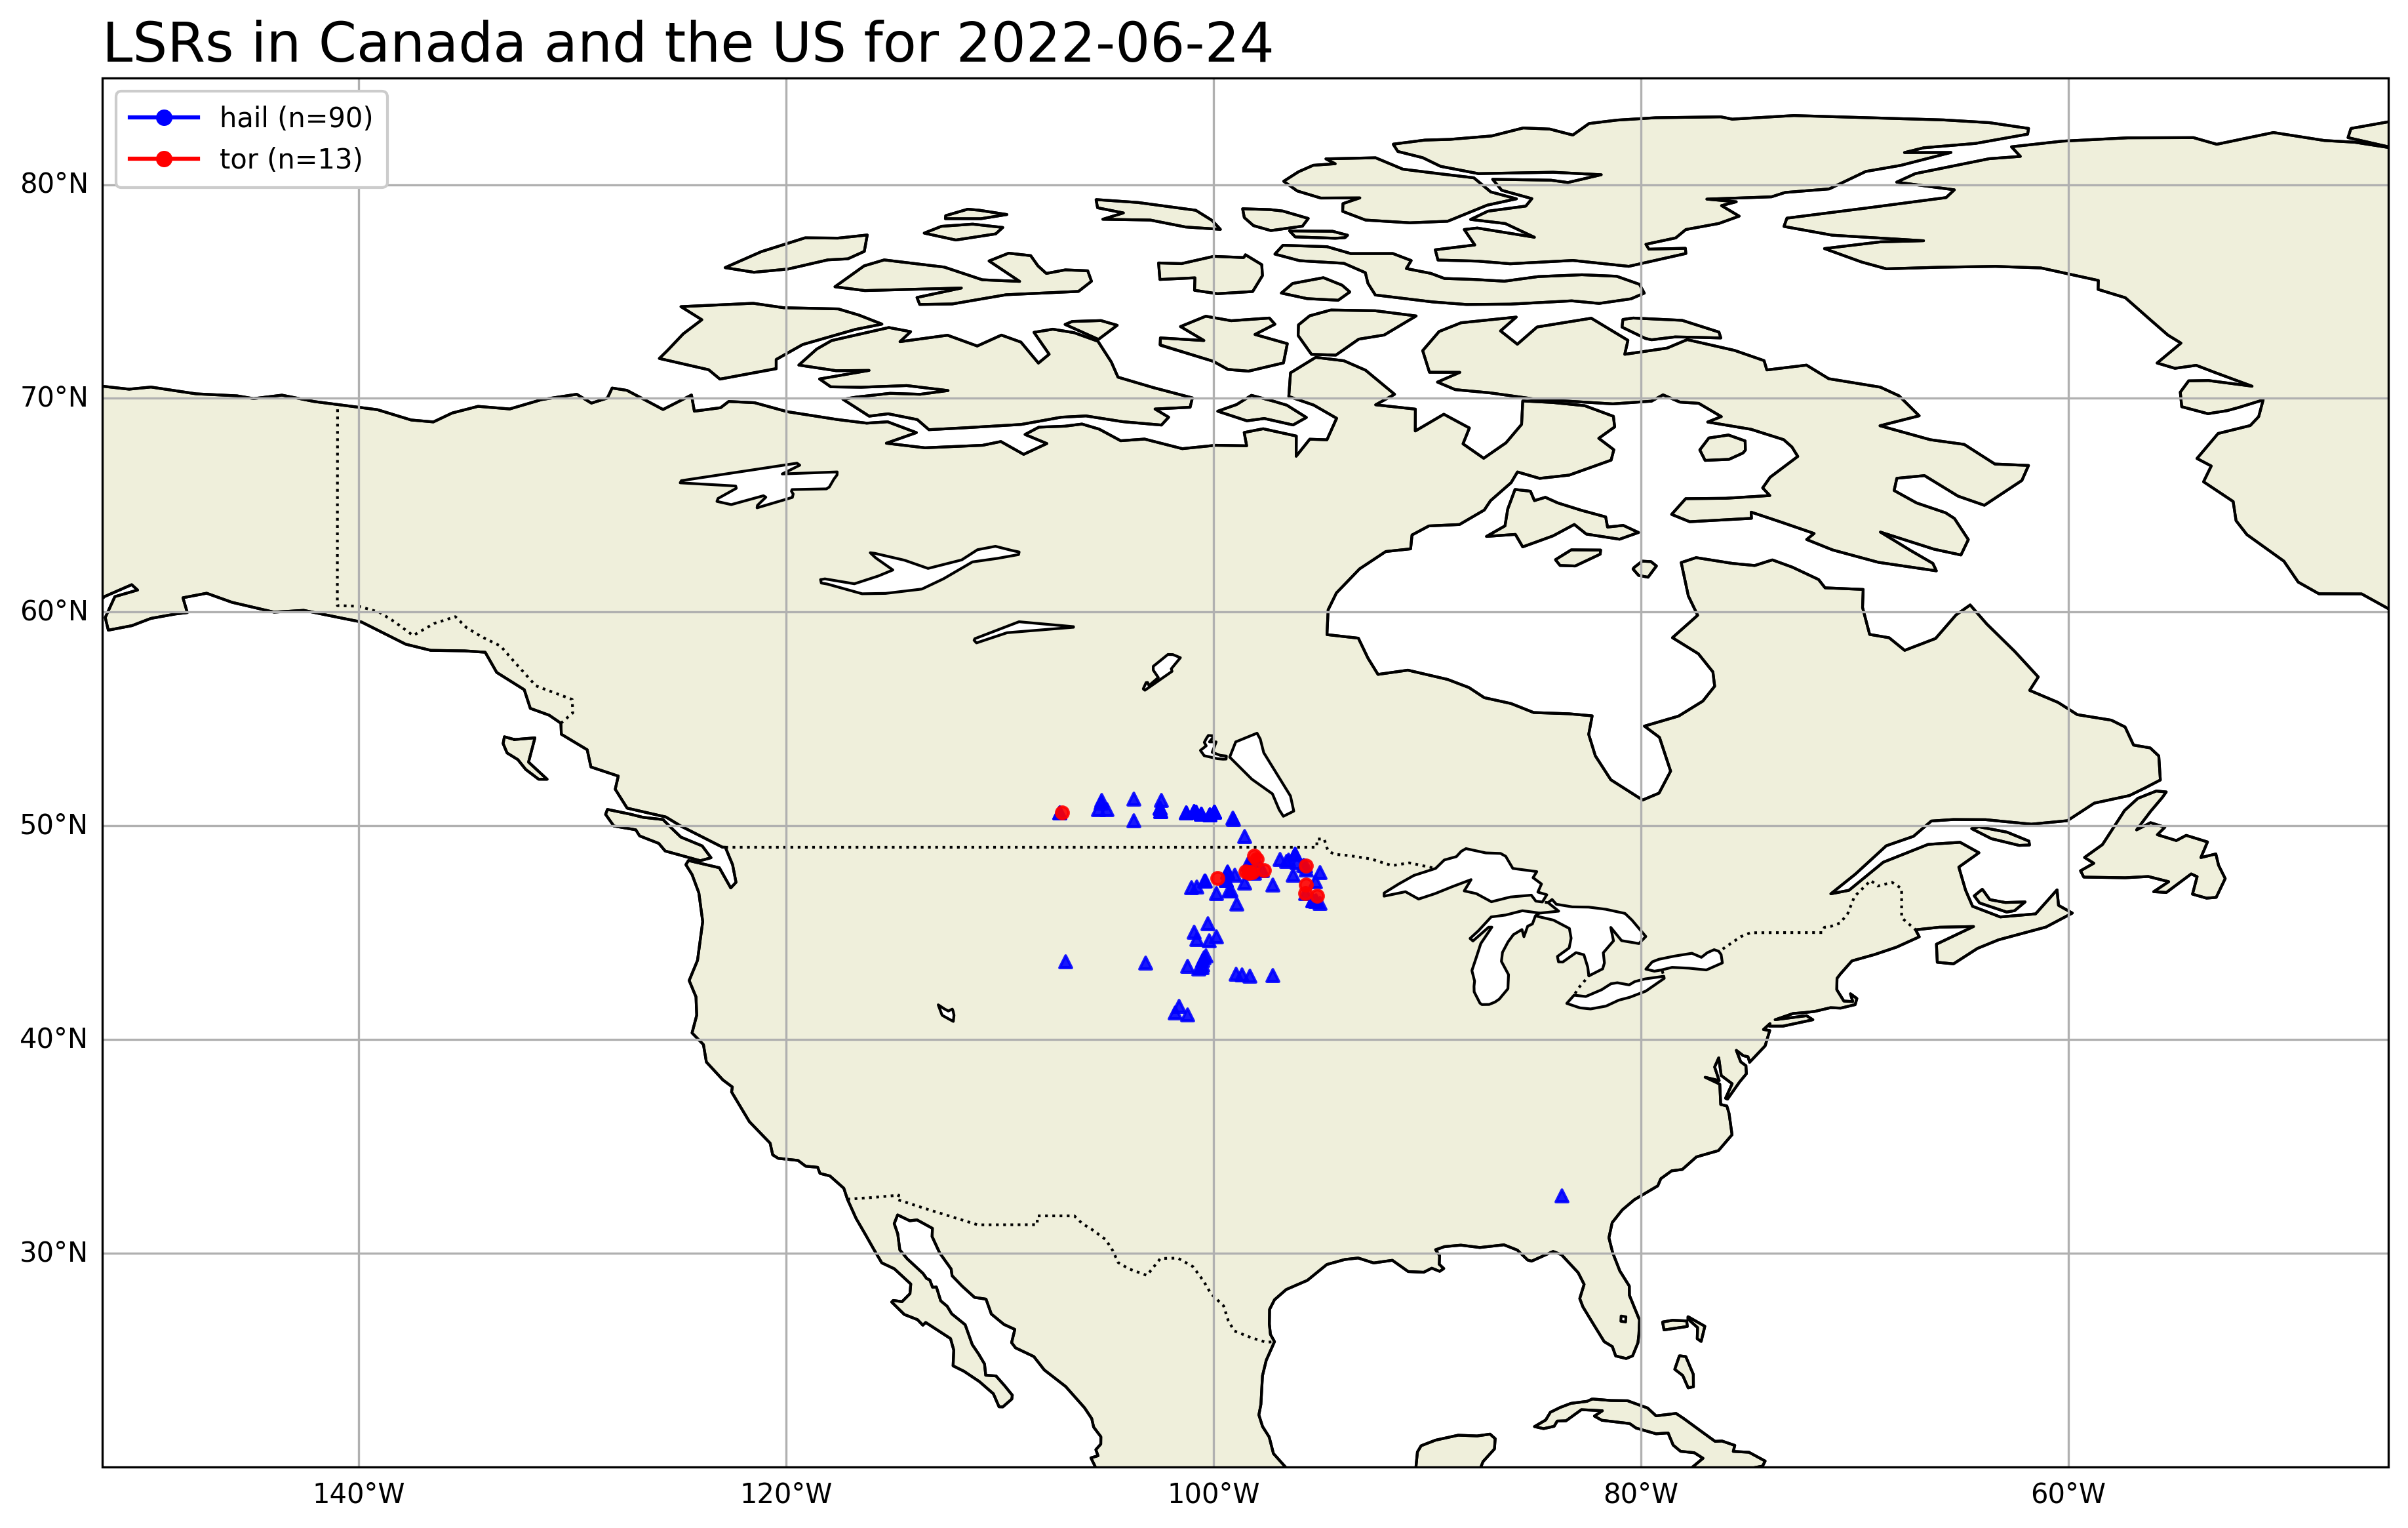 LSRs in Canada and the US for 2022-06-24
hail (n=90)
tor (n=13)
80°N
70°N
60°N
50°N
40°N
30°N
140°W
120°W
100°W
80°W
60°W